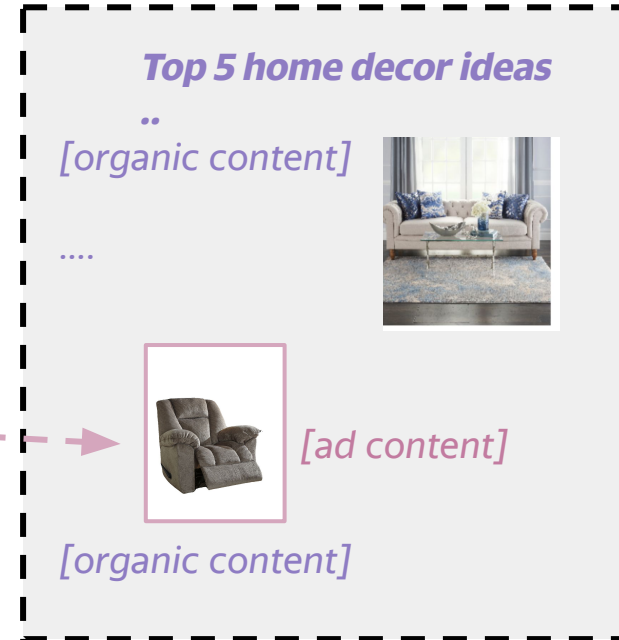 Top 5 home decor ideas
..
[organic content]
....
[ad content]
[organic content]